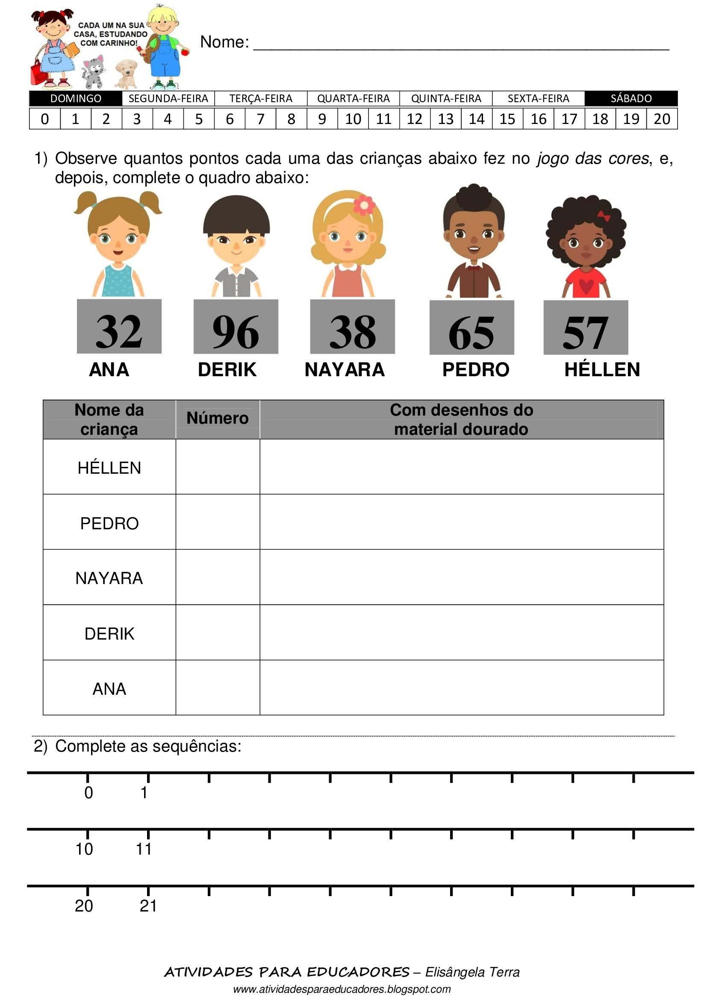 CADA UM NA SUA
CASA, ESTUDANDO
COM CARINHO!
Nome:
DOMINGO SEGUNDA-FEIRA TERÇA-FEIRA QUARTA-FEIRA QUINTA-FEIRA SEXTA-FEIRA SÁBADO
0 1 2 3 4 5 6 7 8 9 10 11 12 13 14 15 16 17 18 19 20
1) Observe quantos pontos cada uma das crianças abaixo fez no jogo das cores, e,
depois, complete o quadro abaixo:
32 96 38 65 57
ANA DERIK NAYARA PEDRO HÉLLEN
Nome da criança Número Com desenhos do material dourado
HÉLLEN
PEDRO
NAYARA
DERIK
ANA
2) Complete as sequências:
0 1
10 11
20 21
ATIVIDADES PARA EDUCADORES – Elisângela Terra
www.atividadesparaeducadores.blogspot.com